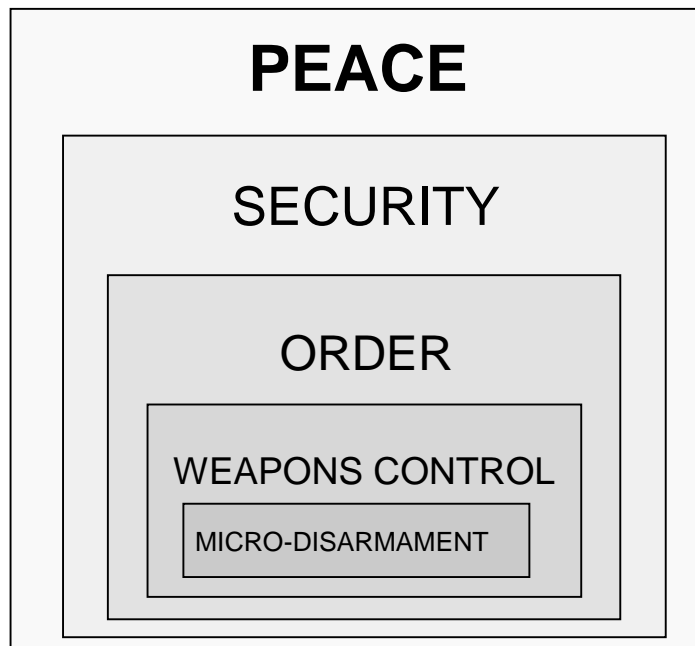 PEACE
SECURITY
ORDER
WEAPONS CONTROL
MICRO-DISARMAMENT